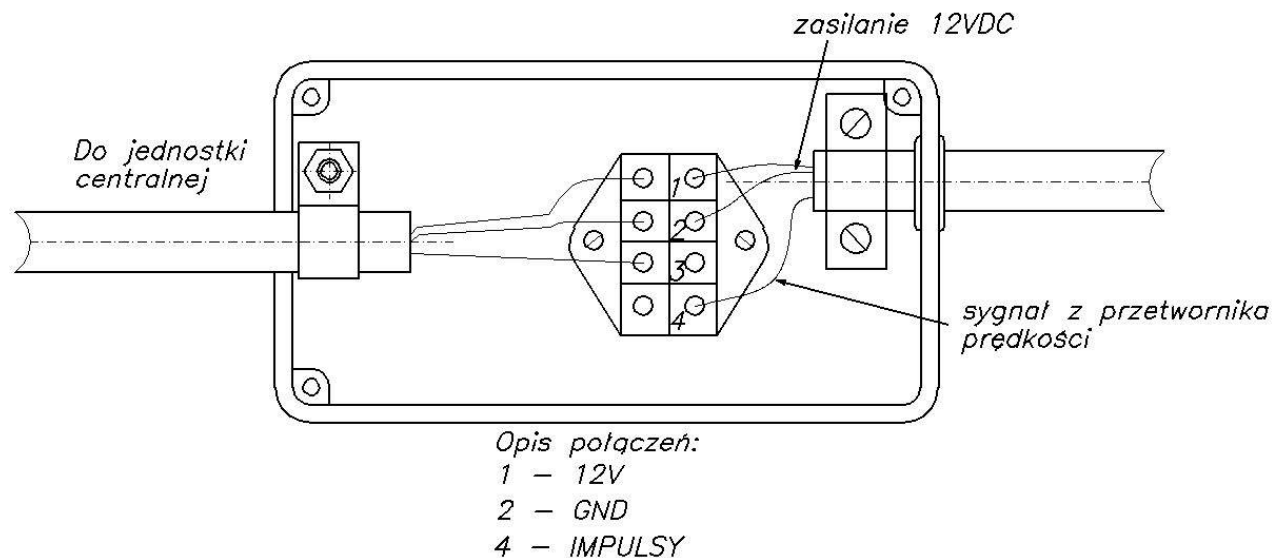 zasilanie 12VDC
Do jednostki
centralnej
1
2
3
4
sygnał z przetwornika
prędkości
Opis połączeń:
1 – 12V
2 – GND
4 – IMPULSY